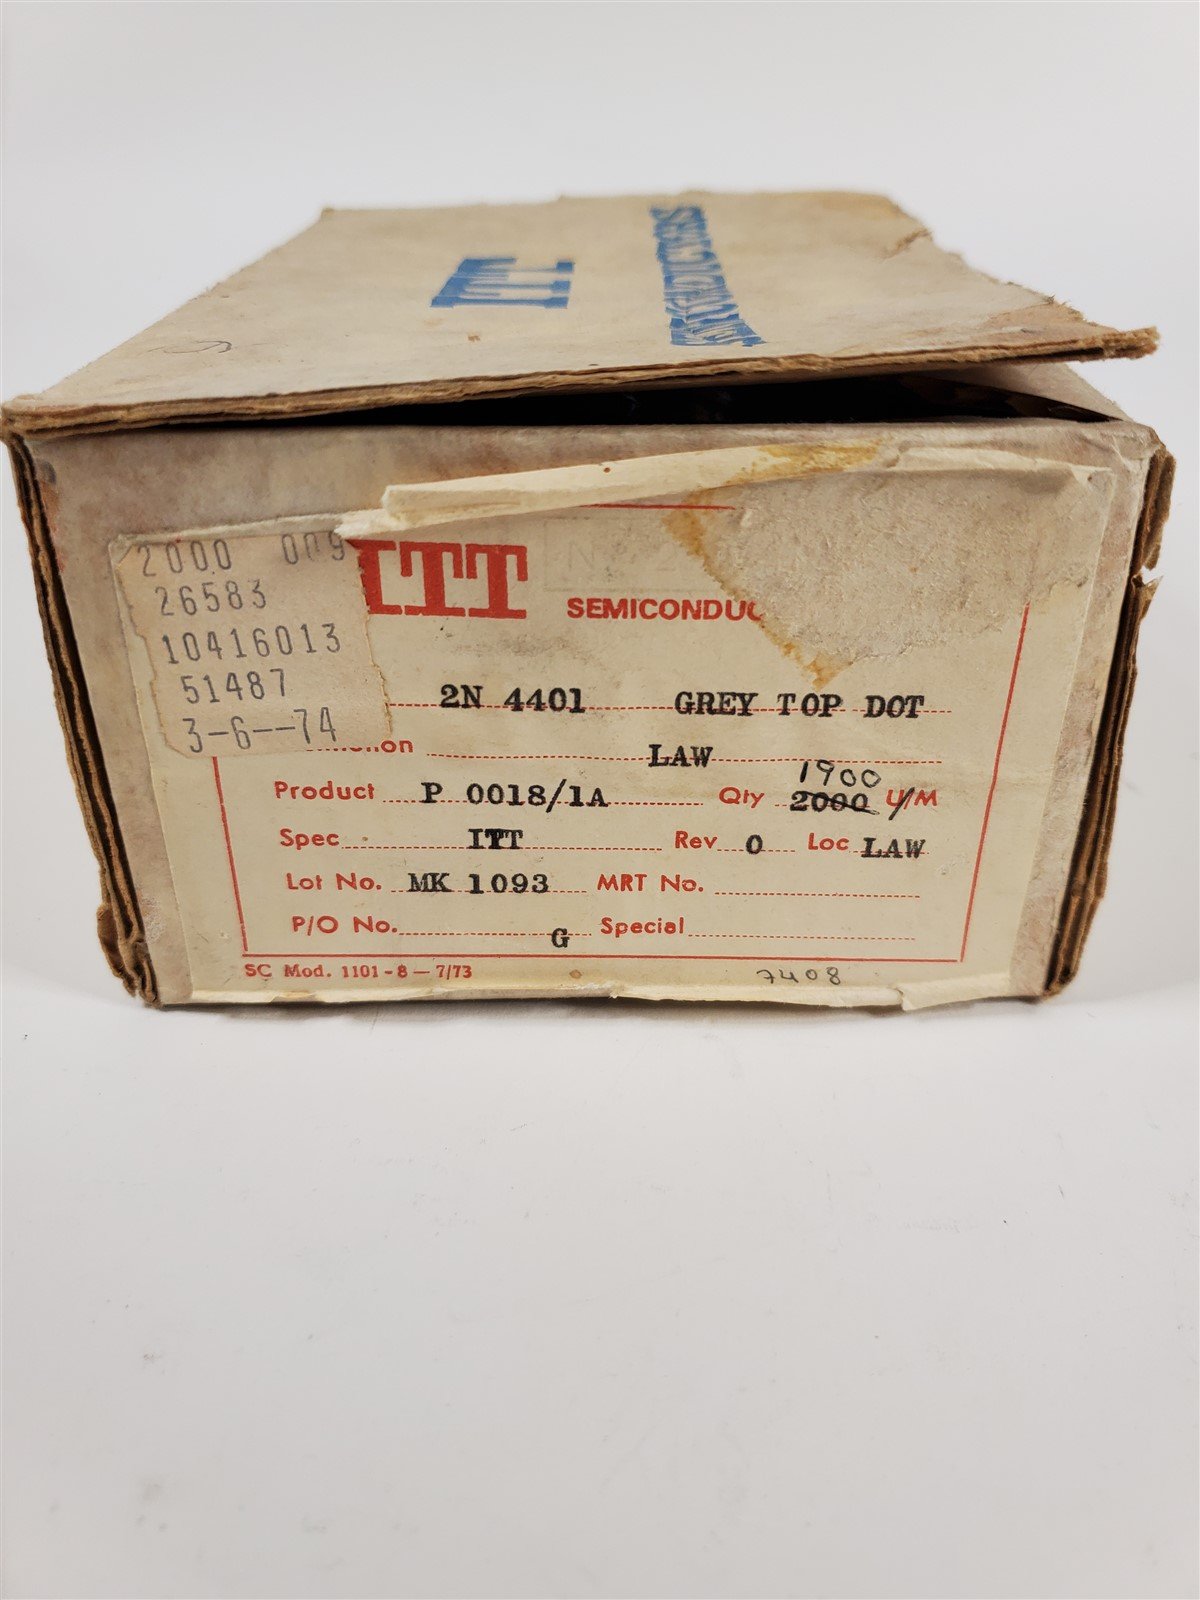 ITT
SEMICONDUCTORS
2000 009
26583
10416013
51487
3-6--74
ITT
SEMICONDUC
2N 4401 GREY TOP DOT
LAW
1900
Product P 0018/1A Qty 2000 U/M
Spec ITT Rev 0 Loc LAW
Lot No. MK 1093 MRT No.
P/O No. G Special
SC Mod. 1101 - 8 - 7/73
7408